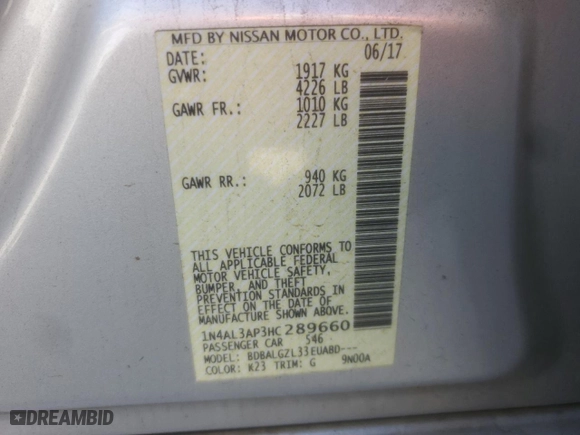 MFD BY NISSAN MOTOR CO., LTD.
DATE: 06/17
GVWR: 1917 KG
4226 LB
GAWR FR.: 1010 KG
2227 LB
GAWR RR.: 940 KG
2072 LB
THIS VEHICLE CONFORMS TO
ALL APPLICABLE FEDERAL
MOTOR VEHICLE SAFETY,
BUMPER, AND THEFT
PREVENTION STANDARDS IN
EFFECT ON THE DATE OF
MANUFACTURE SHOWN ABOVE.
1N4AL3AP3HC289660
PASSENGER CAR 546
MODEL: BDBALGZL33EUABD---
COLOR: K23 TRIM: G 9N00A
DREAMBID